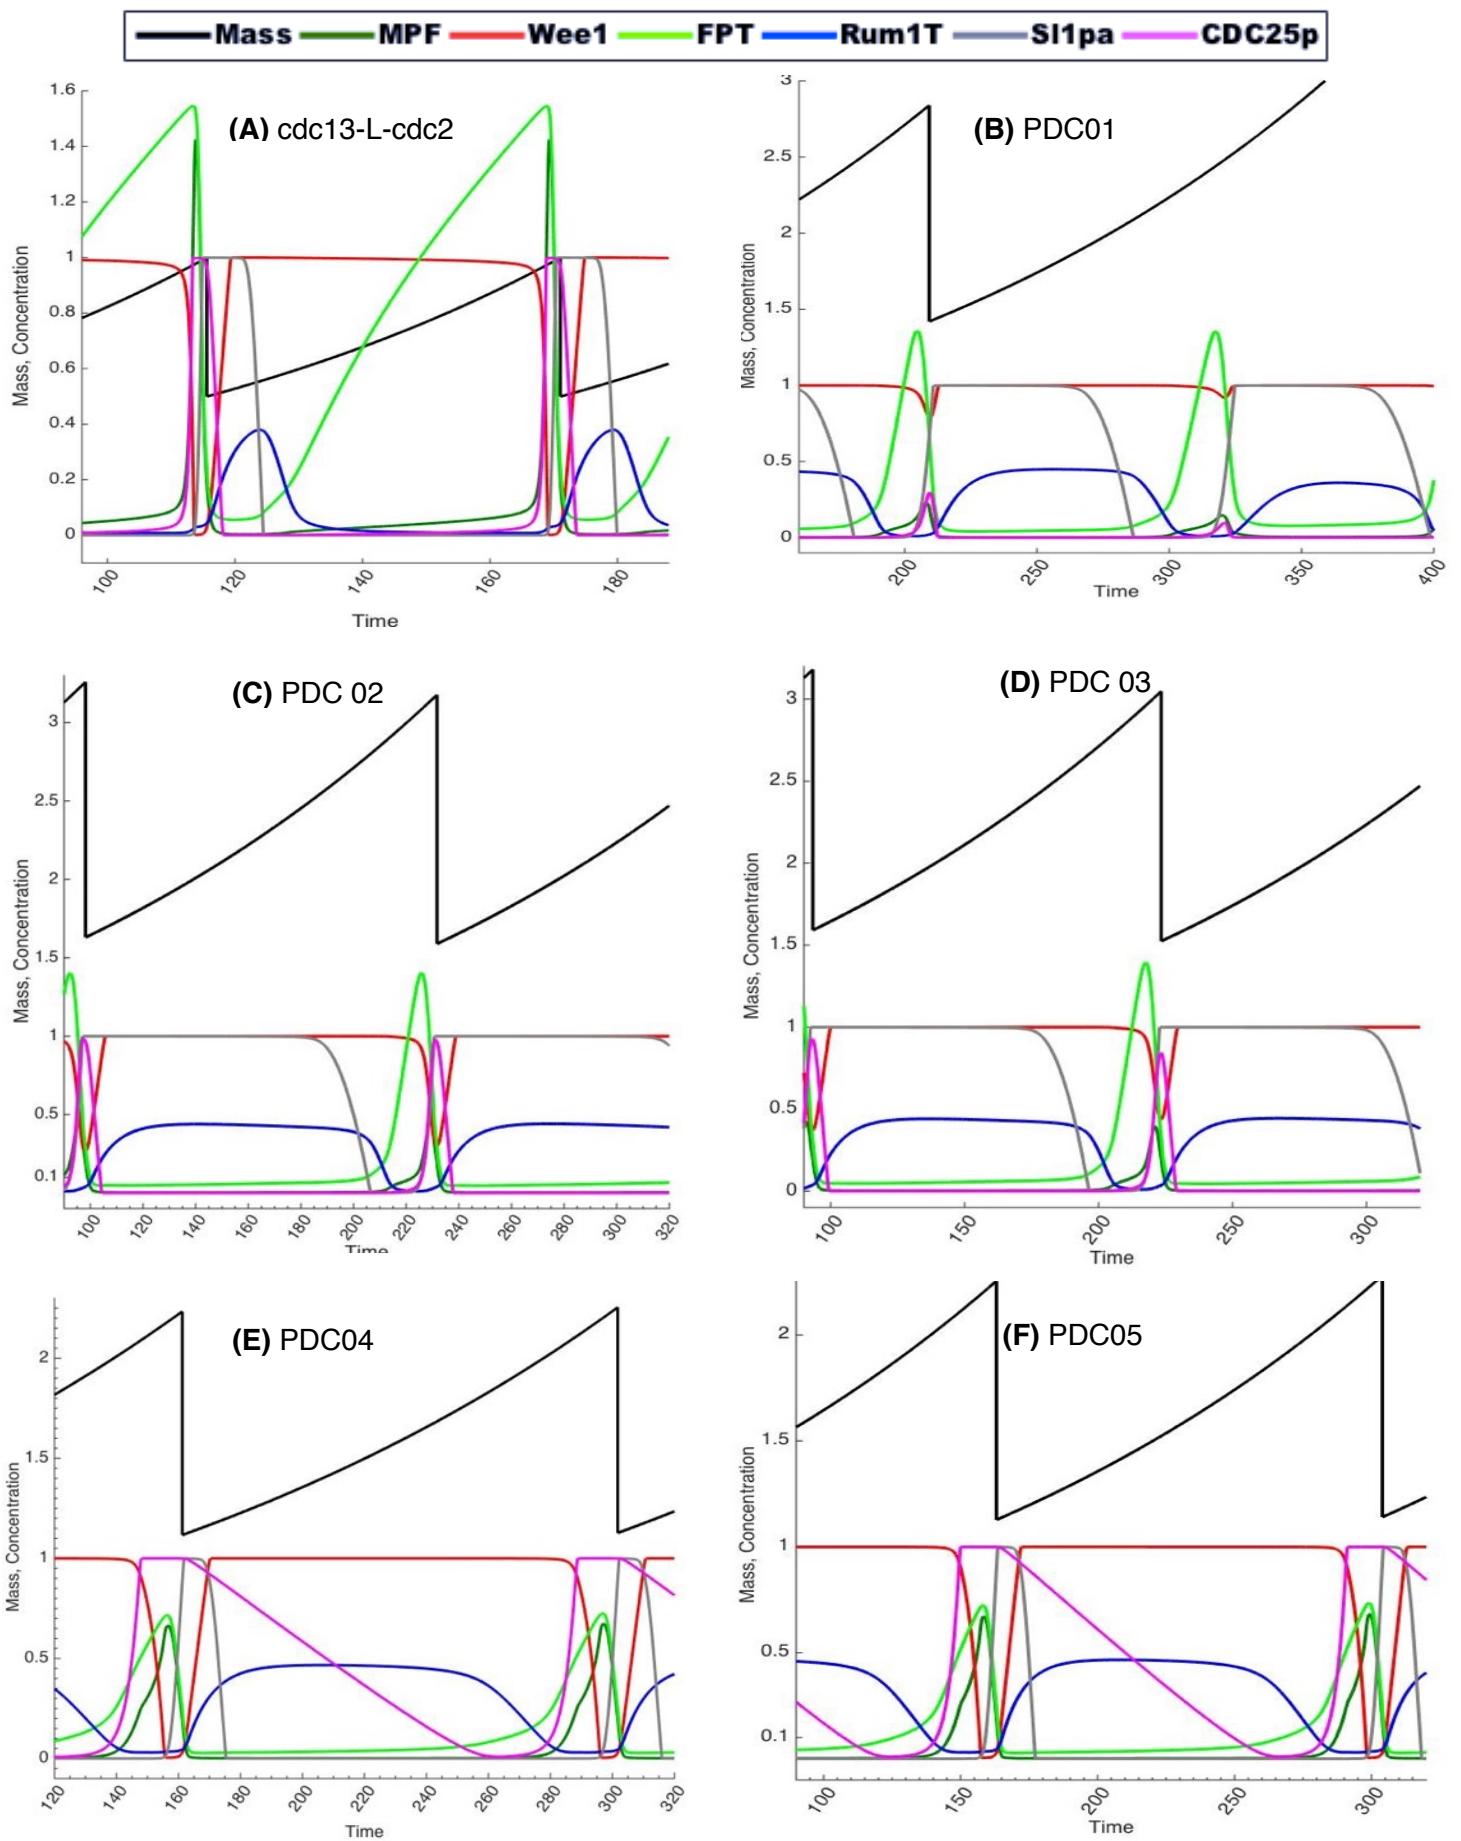 Mass MPF Wee1 FPT Rum1T Sl1pa CDC25p
(A) cdc13-L-cdc2
Mass, Concentration
1.6
1.4
1.2
1
0.8
0.6
0.4
0.2
0
100 120 140 160 180
Time
(B) PDC01
Mass, Concentration
3
2.5
2
1.5
1
0.5
0
200 250 300 350 400
Time
(C) PDC 02
Mass, Concentration
3
2.5
2
1.5
1
0.5
0.1
100 120 140 160 180 200 220 240 260 280 300 320
Time
(D) PDC 03
Mass, Concentration
3
2.5
2
1.5
1
0.5
0
100 150 200 250 300
Time
(E) PDC04
Mass, Concentration
2
1.5
1
0.5
0
120 140 160 180 200 220 240 260 280 300 320
Time
(F) PDC05
Mass, Concentration
2
1.5
1
0.5
0.1
100 150 200 250 300
Time